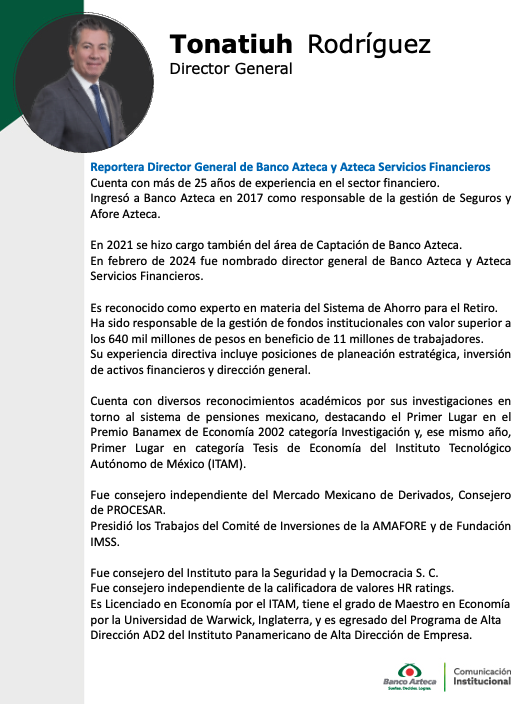 Tonatiuh Rodríguez
Director General
Reportera Director General de Banco Azteca y Azteca Servicios Financieros
Cuenta con más de 25 años de experiencia en el sector financiero.
Ingresó a Banco Azteca en 2017 como responsable de la gestión de Seguros y
Afore Azteca.
En 2021 se hizo cargo también del área de Captación de Banco Azteca.
En febrero de 2024 fue nombrado director general de Banco Azteca y Azteca
Servicios Financieros.
Es reconocido como experto en materia del Sistema de Ahorro para el Retiro.
Ha sido responsable de la gestión de fondos institucionales con valor superior a
los 640 mil millones de pesos en beneficio de 11 millones de trabajadores.
Su experiencia directiva incluye posiciones de planeación estratégica, inversión
de activos financieros y dirección general.
Cuenta con diversos reconocimientos académicos por sus investigaciones en
torno al sistema de pensiones mexicano, destacando el Primer Lugar en el
Premio Banamex de Economía 2002 categoría Investigación y, ese mismo año,
Primer Lugar en categoría Tesis de Economía del Instituto Tecnológico
Autónomo de México (ITAM).
Fue consejero independiente del Mercado Mexicano de Derivados, Consejero
de PROCESAR.
Presidió los Trabajos del Comité de Inversiones de la AMAFORE y de Fundación
IMSS.
Fue consejero del Instituto para la Seguridad y la Democracia S. C.
Fue consejero independiente de la calificadora de valores HR ratings.
Es Licenciado en Economía por el ITAM, tiene el grado de Maestro en Economía
por la Universidad de Warwick, Inglaterra, y es egresado del Programa de Alta
Dirección AD2 del Instituto Panamericano de Alta Dirección de Empresa.
Banco Azteca
Sueñas. Decides. Logras.
Comunicación
Institucional